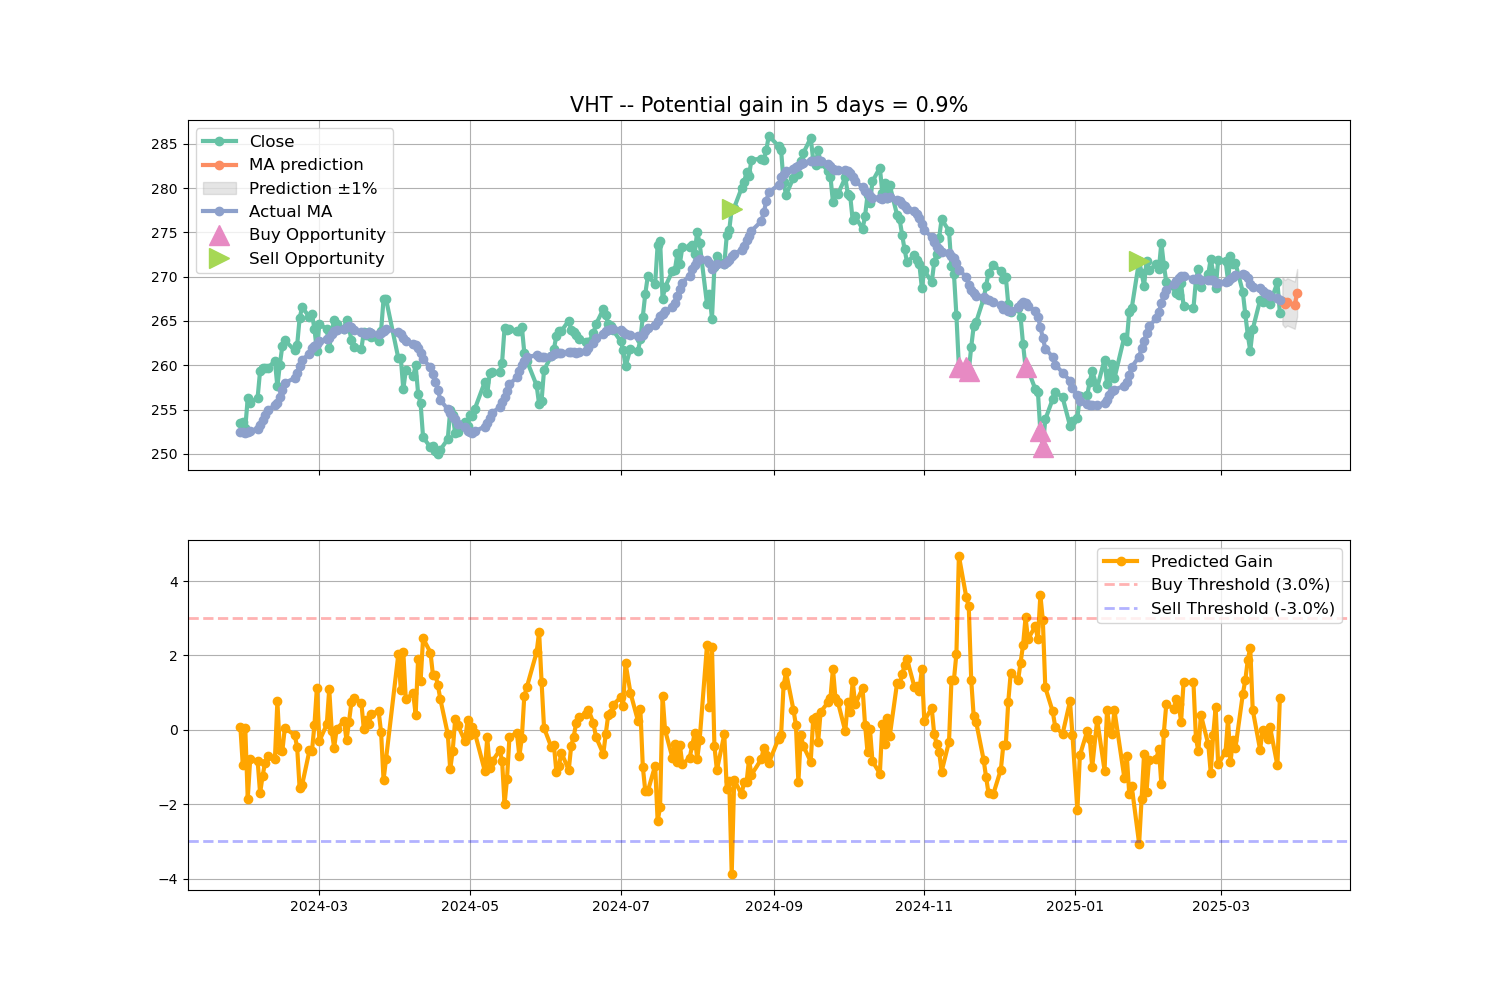 VHT -- Potential gain in 5 days = 0.9%
Close
MA prediction
Prediction ±1%
Actual MA
Buy Opportunity
Sell Opportunity
285
280
275
270
265
260
255
250
Predicted Gain
Buy Threshold (3.0%)
Sell Threshold (-3.0%)
4
2
0
−2
−4
2024-03
2024-05
2024-07
2024-09
2024-11
2025-01
2025-03